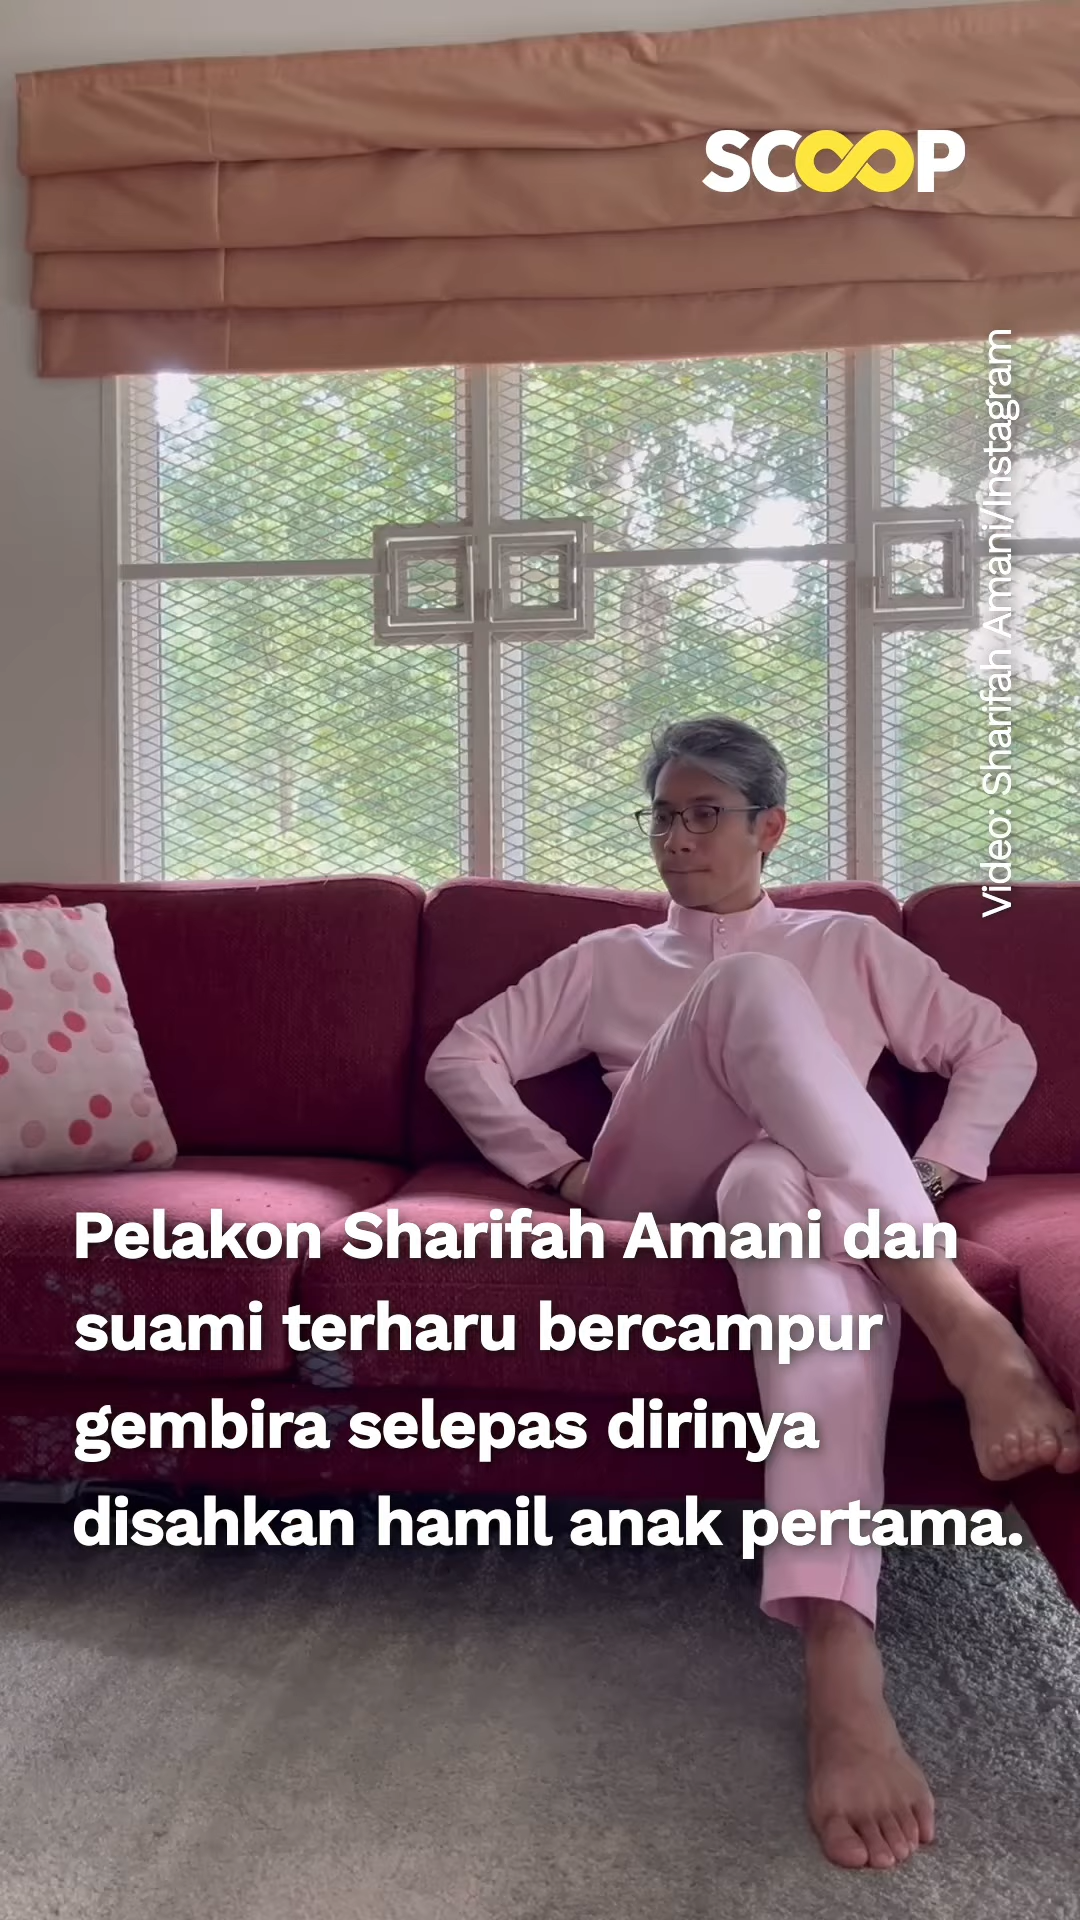 SCOOP
Video: Sharifah Amani/Instagram
Pelakon Sharifah Amani dan
suami terharu bercampur
gembira selepas dirinya
disahkan hamil anak pertama.